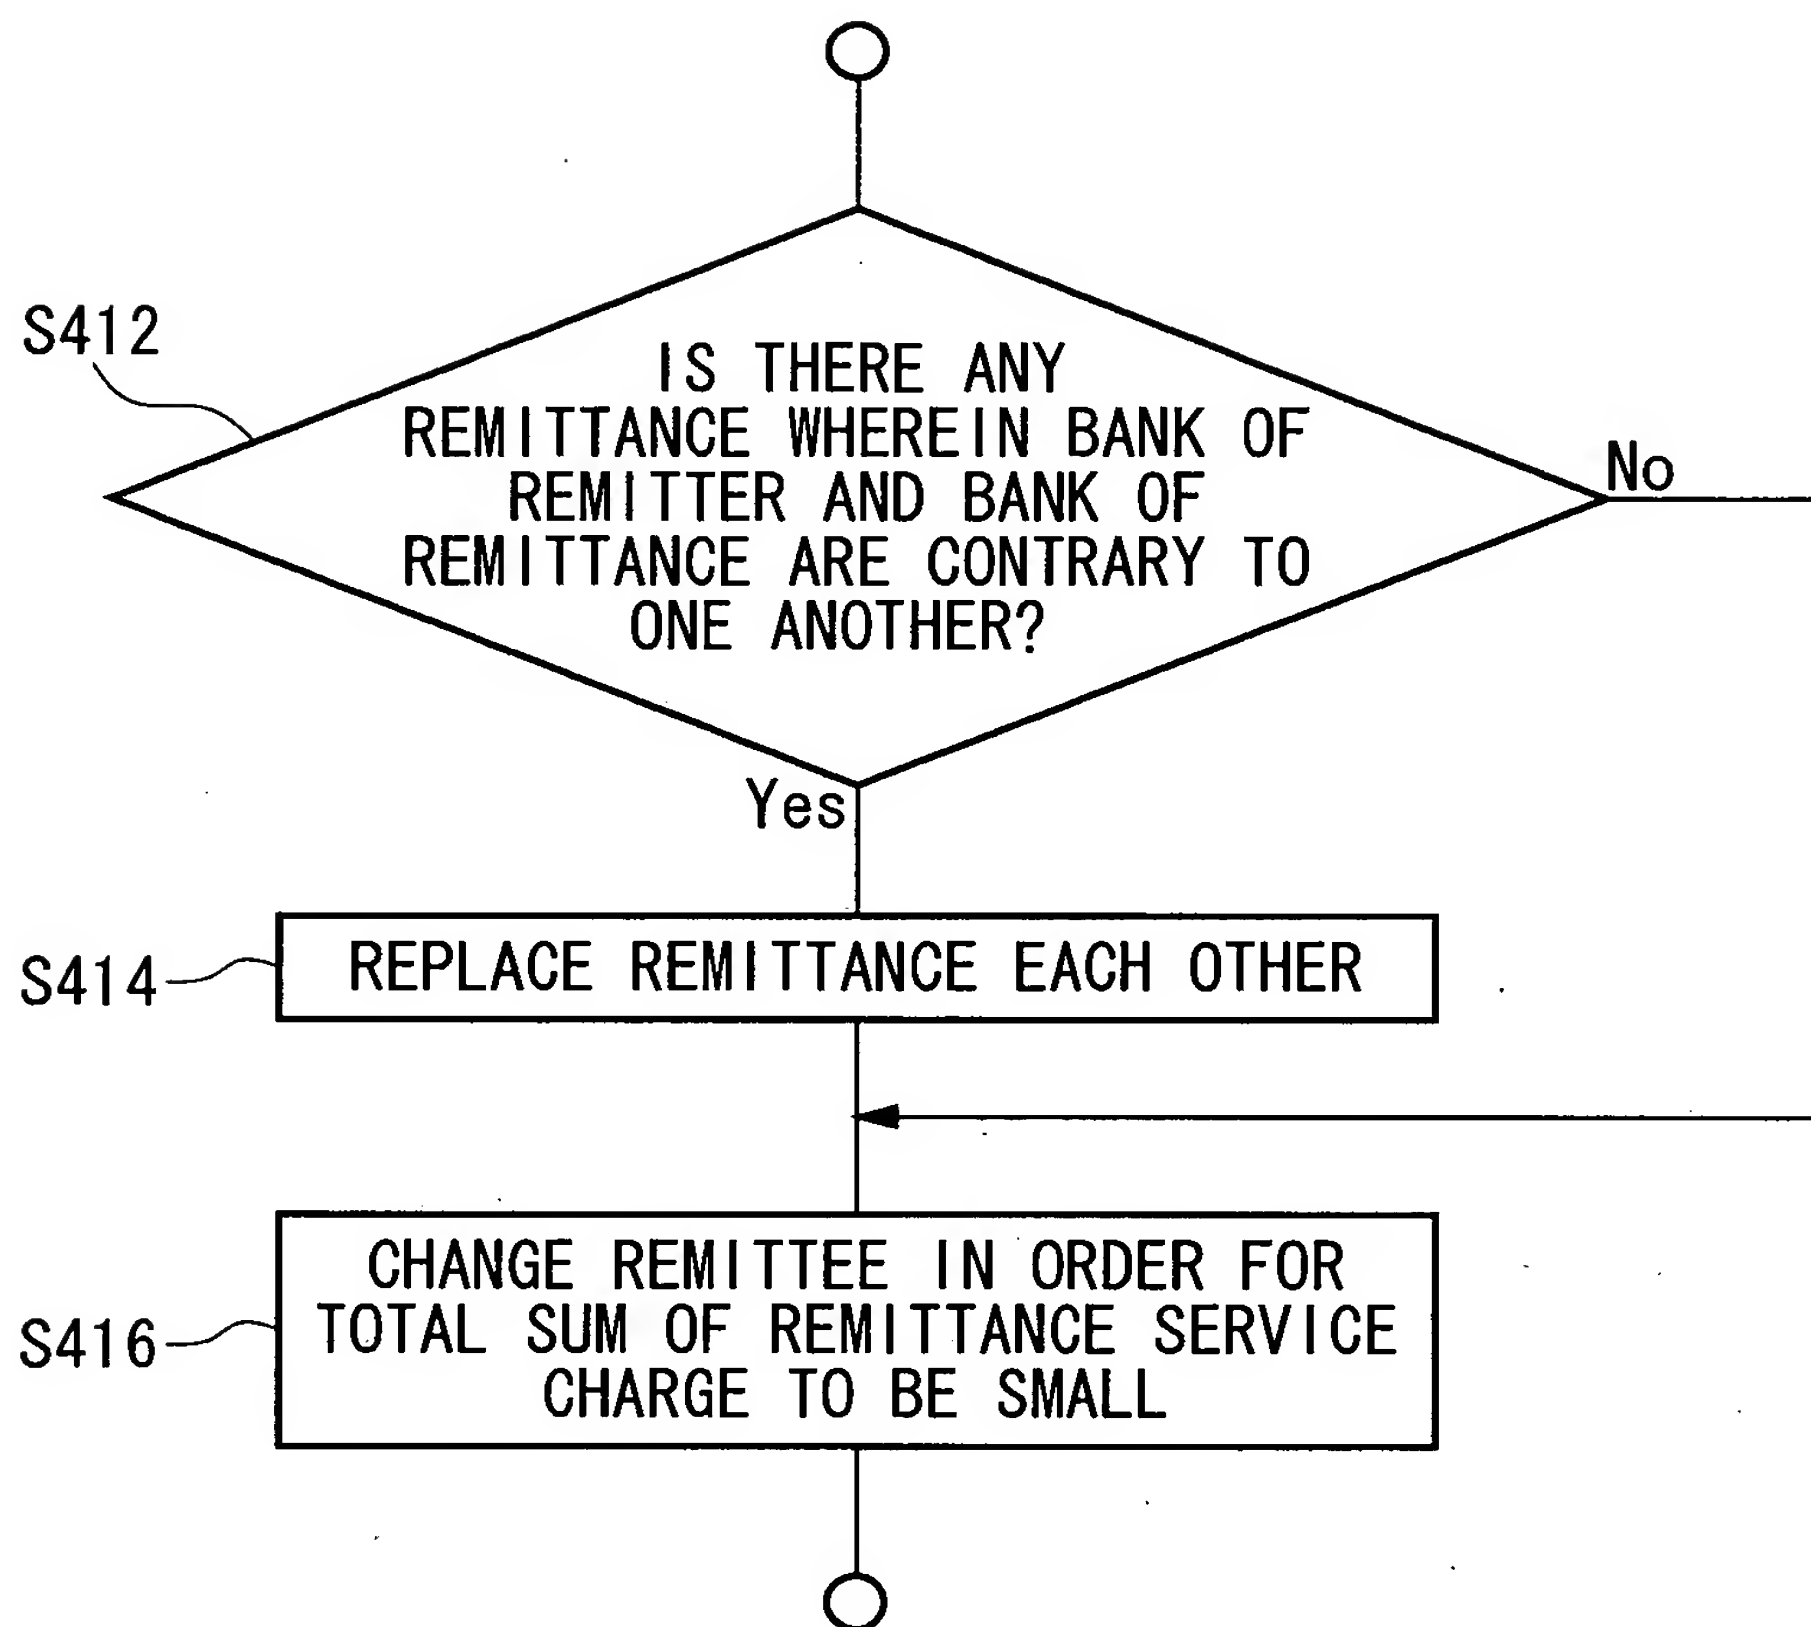 S412
IS THERE ANY
REMITTANCE WHEREIN BANK OF
REMITTER AND BANK OF
REMITTANCE ARE CONTRARY TO
ONE ANOTHER?
No
Yes
S414
REPLACE REMITTANCE EACH OTHER
S416
CHANGE REMITTEE IN ORDER FOR
TOTAL SUM OF REMITTANCE SERVICE
CHARGE TO BE SMALL